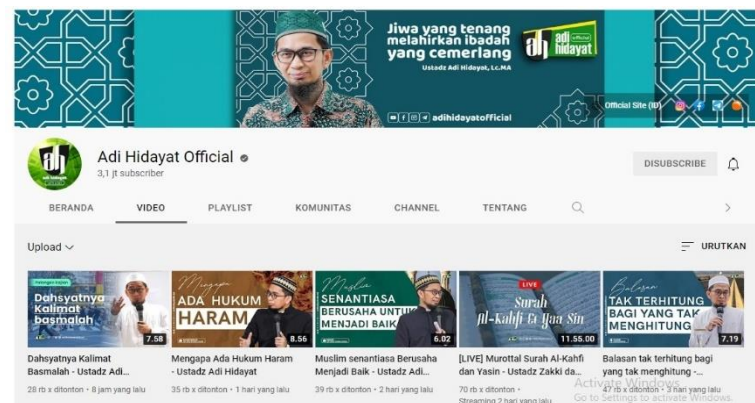 Jiwa yang tenang
melahirkan ibadah
yang cemerlang
Ustadz Adi Hidayat, Lc.MA
ah adi hidayat official
adihidayatofficial
Official Site (ID)
Adi Hidayat Official
3,1 jt subscriber
DISUBSCRIBE
BERANDA VIDEO PLAYLIST KOMUNITAS CHANNEL TENTANG
Upload
URUTKAN
Dahsyatnya
Kalimat
basmalah
7.58
Mengapa
ADA HUKUM
HARAM
8.56
Muslim
SENANTIASA
BERUSAHA UNTUK
MENJADI BAIK
6.02
LIVE
Surah
Al-Kahfi & Yaa Sin
11.55.00
Balasan
TAK TERHITUNG
BAGI YANG TAK
MENGHITUNG
7.19
Dahsyatnya Kalimat
Basmalah - Ustadz Adi...
28 rb x ditonton • 8 jam yang lalu
Mengapa Ada Hukum Haram
- Ustadz Adi Hidayat
35 rb x ditonton • 1 hari yang lalu
Muslim senantiasa Berusaha
Menjadi Baik - Ustadz Adi...
39 rb x ditonton • 2 hari yang lalu
[LIVE] Murottal Surah Al-Kahfi
dan Yasin - Ustadz Zakki da...
70 rb x ditonton •
Streaming 2 hari yang lalu
Balasan tak terhitung bagi
yang tak menghitung -...
47 rb x ditonton • 3 hari yang lalu
Activate Windows
Go to Settings to activate Windows.